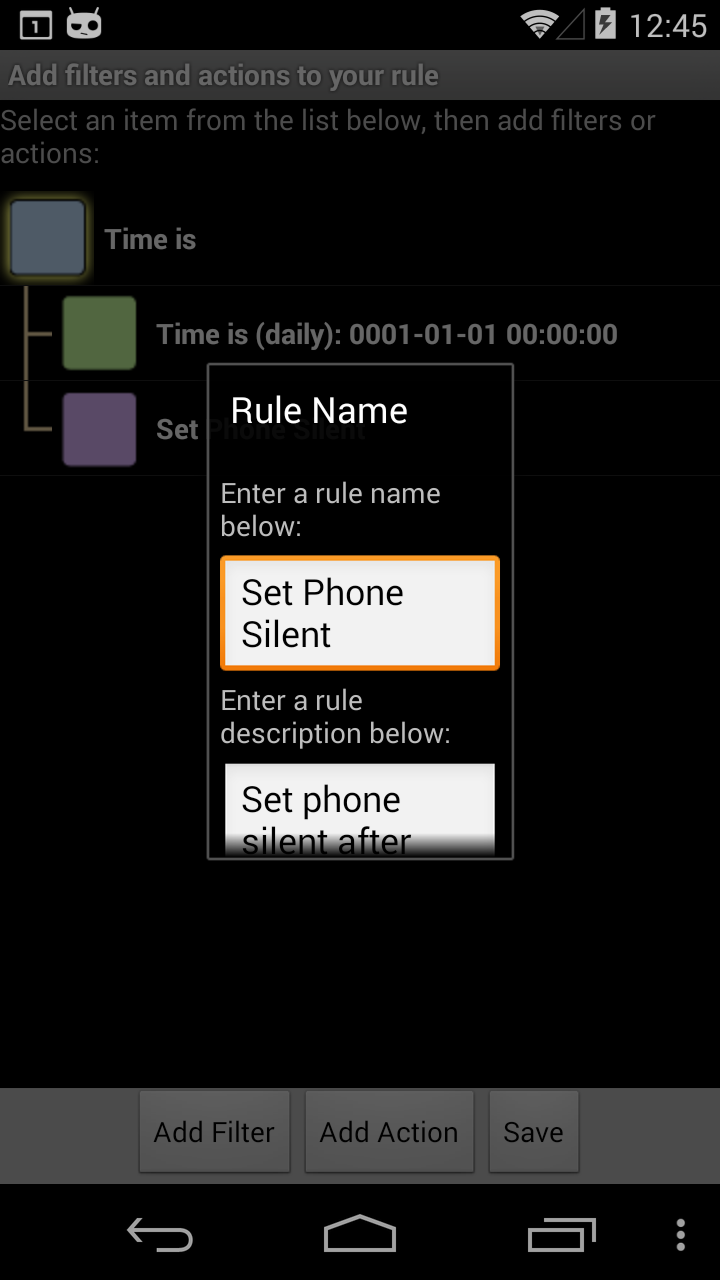 1
12:45
Add filters and actions to your rule
Select an item from the list below, then add filters or
actions:
Time is
Time is (daily): 0001-01-01 00:00:00
Set Phone Silent
Rule Name
Enter a rule name
below:
Set Phone
Silent
Enter a rule
description below:
Set phone
silent after
Add Filter
Add Action
Save